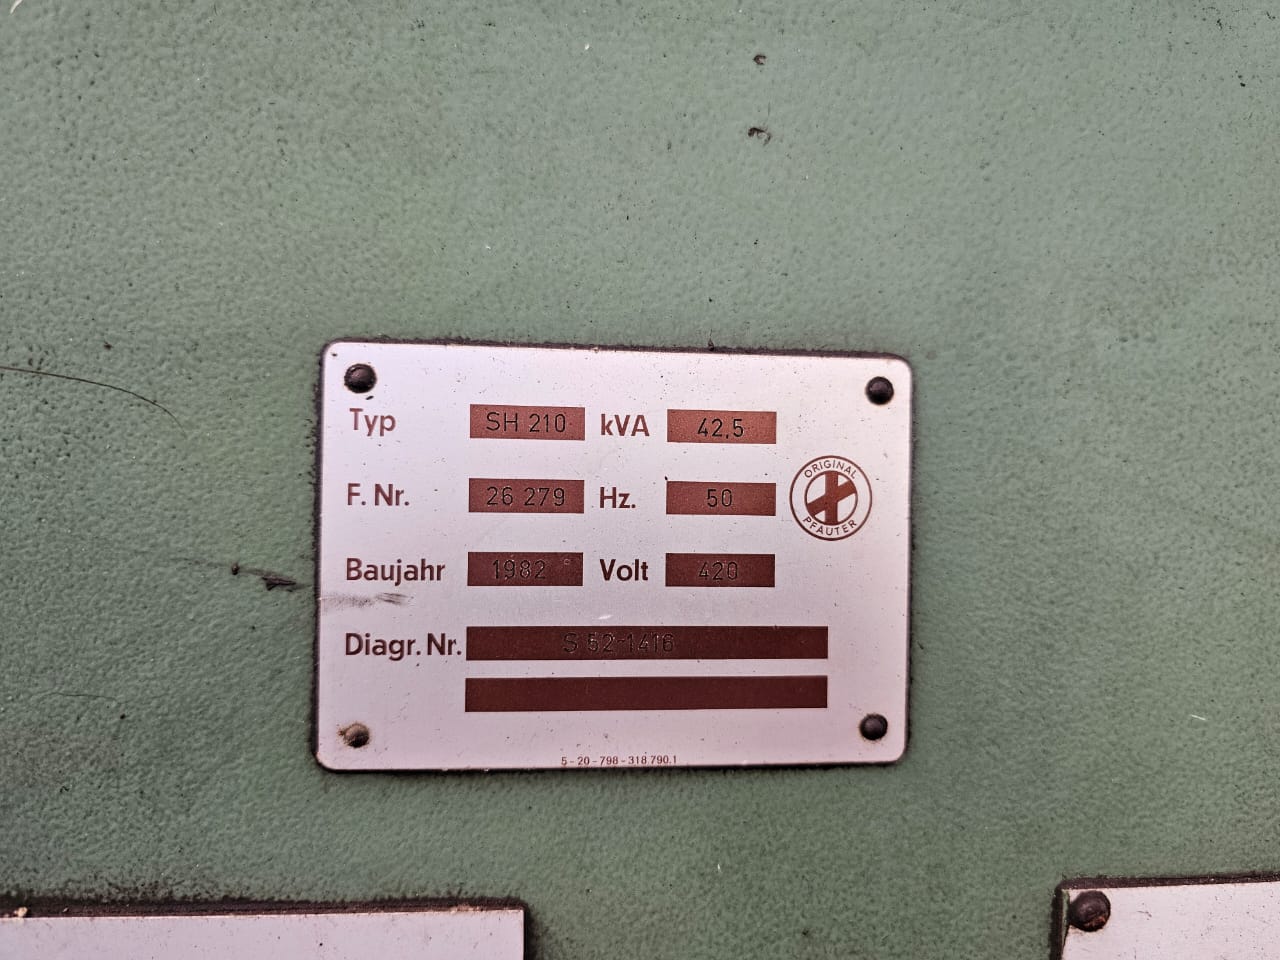 Typ SH 210 kVA 42,5
F. Nr. 26 279 Hz. 50
Baujahr 1982 Volt 420
Diagr. Nr. S 52-1416
ORIGINAL
PFAUTER
5-20-798-318 790.1